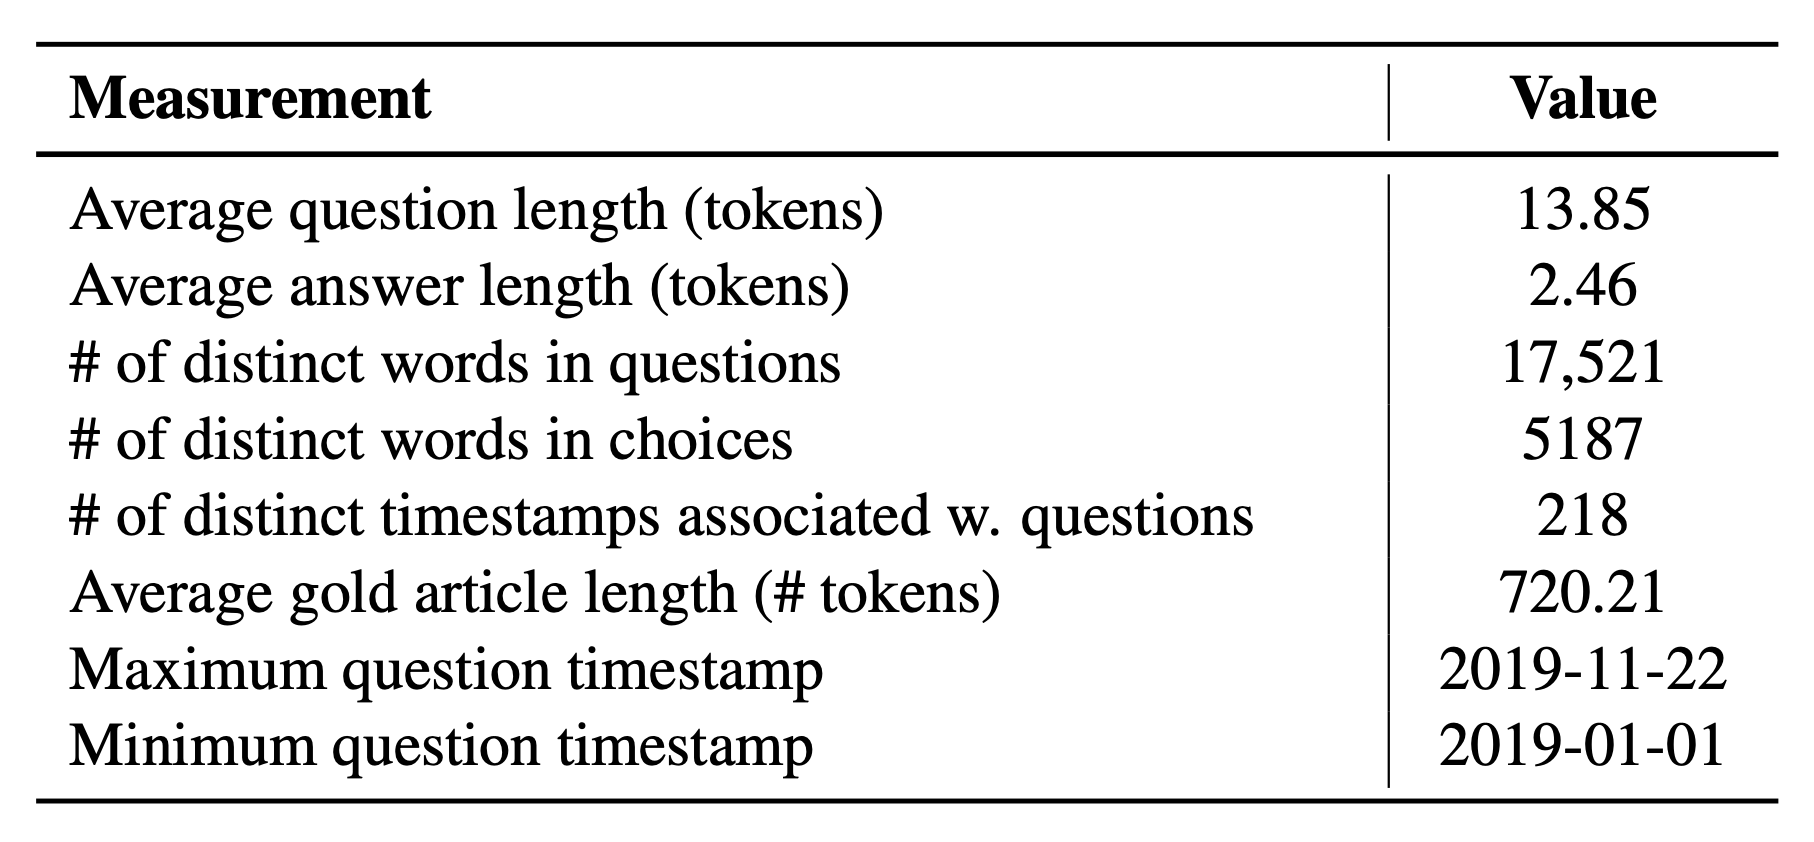 Measurement Value
Average question length (tokens) 13.85
Average answer length (tokens) 2.46
# of distinct words in questions 17,521
# of distinct words in choices 5187
# of distinct timestamps associated w. questions 218
Average gold article length (# tokens) 720.21
Maximum question timestamp 2019-11-22
Minimum question timestamp 2019-01-01